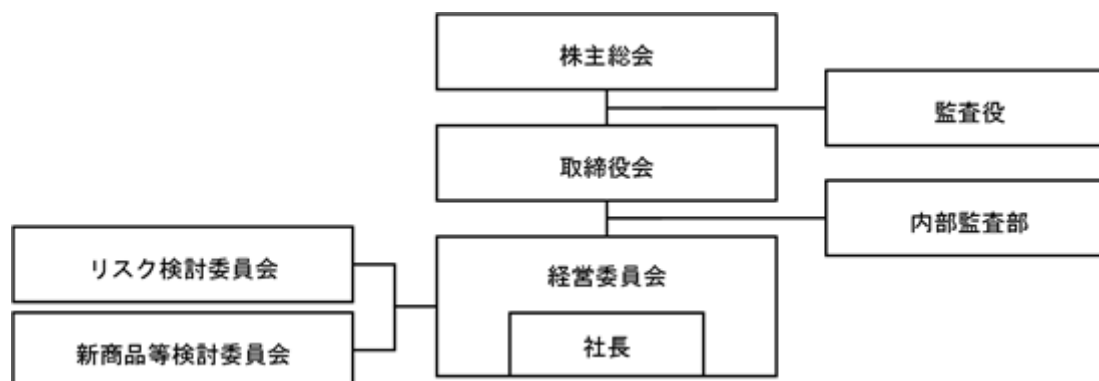 株主総会
監査役
取締役会
内部監査部
リスク検討委員会
経営委員会
新商品等検討委員会
社長